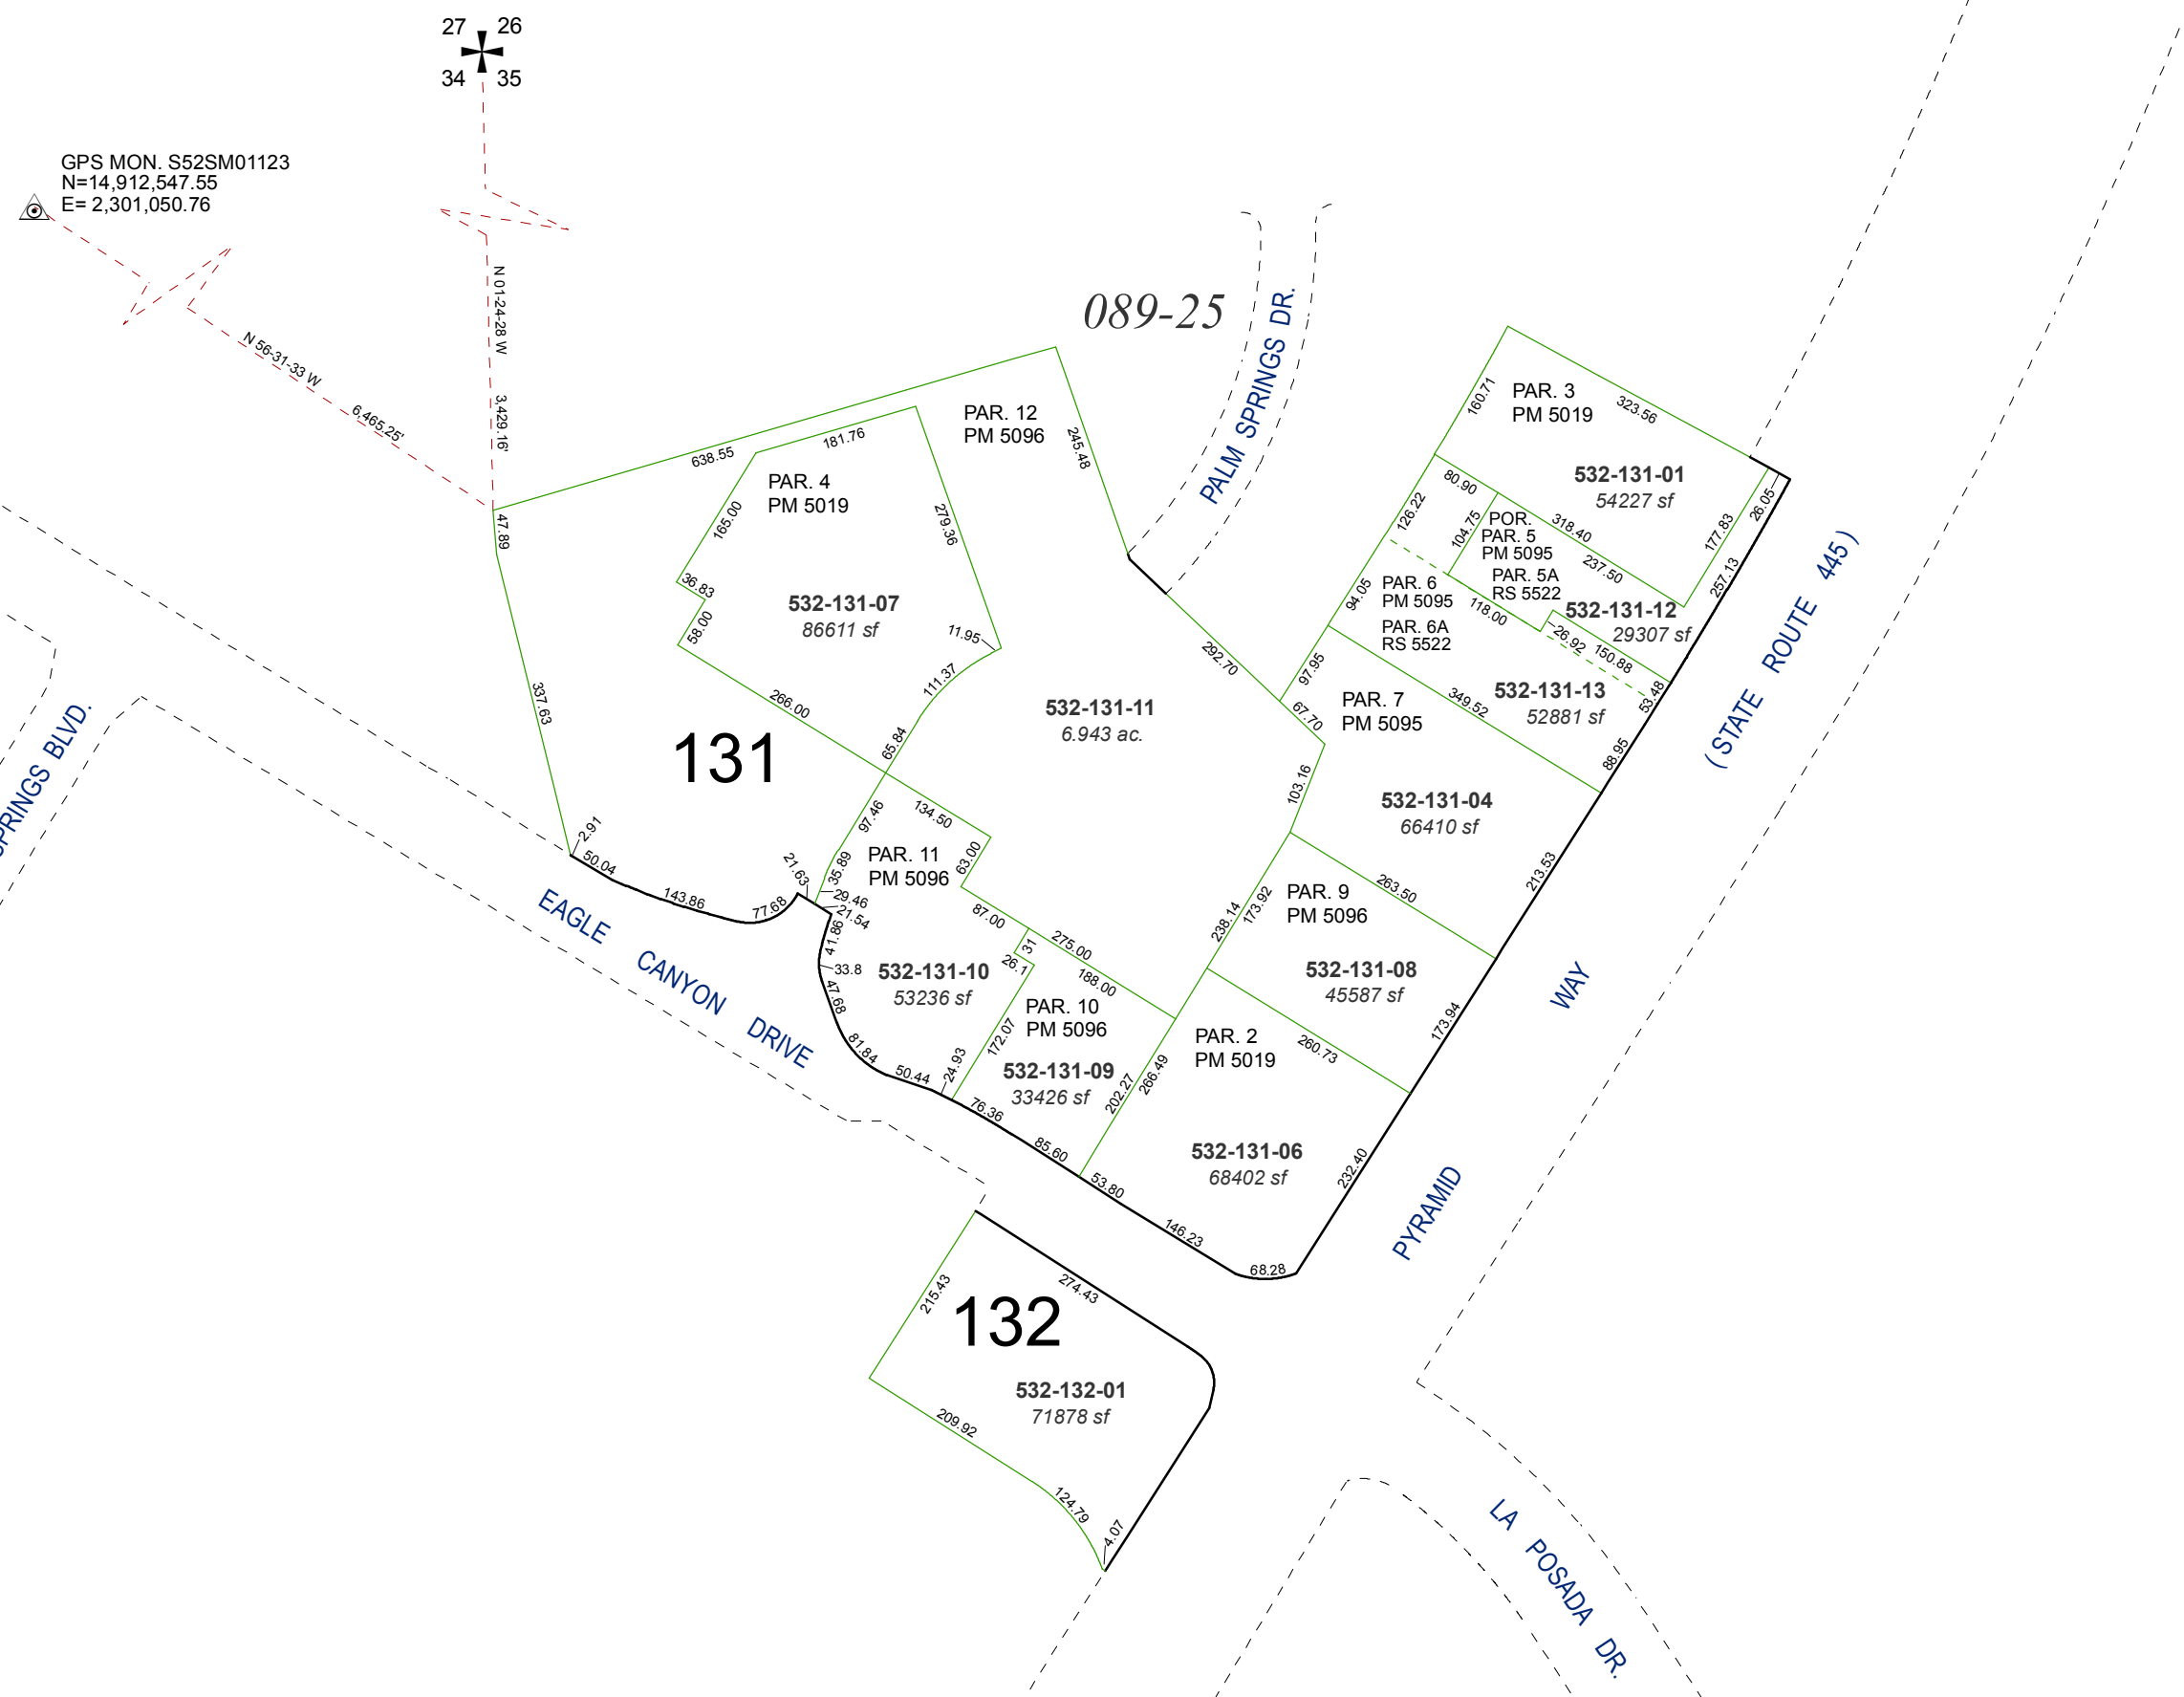 27 26
34 35
GPS MON. S52SM01123
N=14,912,547.55
E= 2,301,050.76
N 56-31-33 W
6,465.25'
N 01-24-28 W
3,429.16'
089-25
PALM SPRINGS DR.
638.55
181.76
PAR. 12
PM 5096
245.48
PAR. 4
PM 5019
165.00
279.36
47.89
36.83
58.00
532-131-07
86611 sf
11.95
111.37
266.00
65.84
337.63
131
532-131-11
6.943 ac.
292.70
67.70
103.16
PAR. 3
PM 5019
160.71
323.56
532-131-01
54227 sf
26.05
177.83
257.13
80.90
126.22
104.75
318.40
237.50
POR.
PAR. 5
PM 5095
PAR. 5A
RS 5522
532-131-12
29307 sf
94.05
PAR. 6
PM 5095
PAR. 6A
RS 5522
118.00
26.92
150.88
53.48
532-131-13
52881 sf
97.95
349.52
88.95
PAR. 7
PM 5095
532-131-04
66410 sf
213.53
263.50
PAR. 9
PM 5096
238.14
173.92
532-131-08
45587 sf
173.94
260.73
97.46
134.50
63.00
PAR. 11
PM 5096
35.89
21.63
29.46
21.54
41.86
33.8
2.91
50.04
143.86
77.68
87.00
31
26.1
275.00
188.00
532-131-10
53236 sf
47.68
81.84
50.44
24.93
172.07
PAR. 10
PM 5096
532-131-09
33426 sf
76.36
85.60
202.27
266.49
PAR. 2
PM 5019
532-131-06
68402 sf
232.40
53.80
146.23
68.28
SPRINGS BLVD.
EAGLE CANYON DRIVE
PYRAMID WAY
( STATE ROUTE 445 )
LA POSADA DR.
215.43
274.43
132
532-132-01
71878 sf
209.92
124.79
4.07